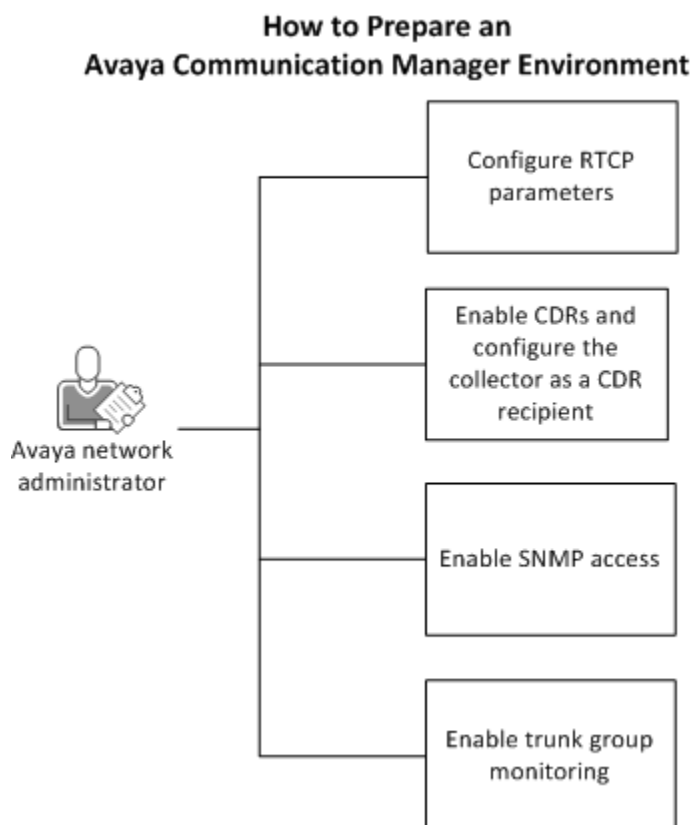 How to Prepare an
Avaya Communication Manager Environment
Configure RTCP
parameters
Enable CDRs and
configure the
collector as a CDR
recipient
Avaya network
administrator
Enable SNMP access
Enable trunk group
monitoring